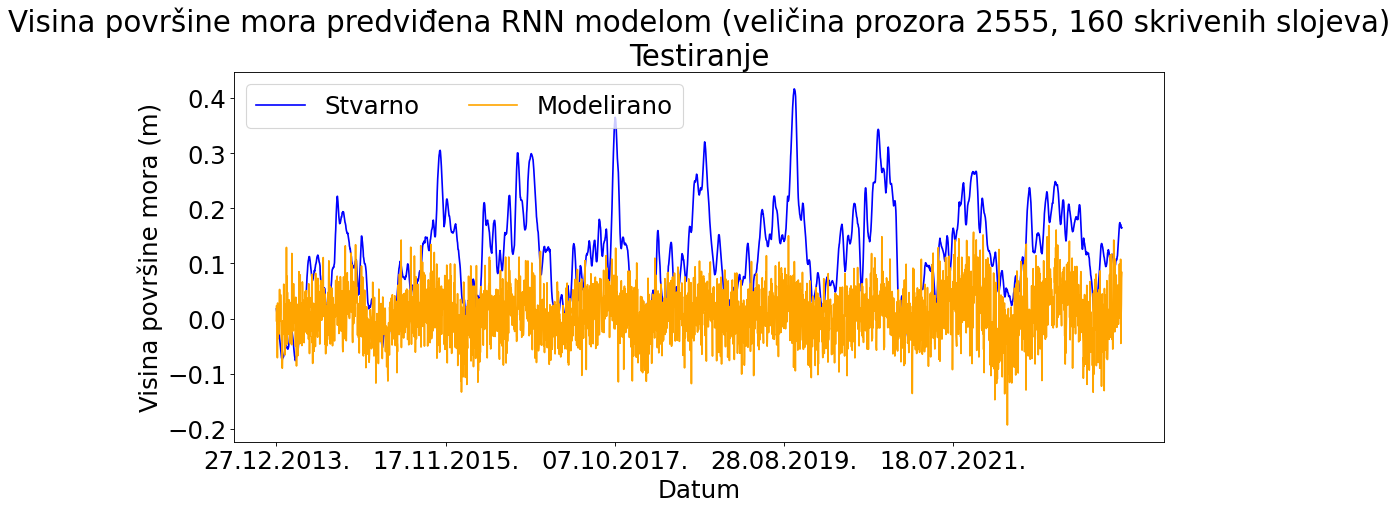 Visina površine mora predviđena RNN modelom (veličina prozora 2555, 160 skrivenih slojeva)
Testiranje
Stvarno
Modelirano
Visina površine mora (m)
0.4
0.3
0.2
0.1
0.0
−0.1
−0.2
27.12.2013.
17.11.2015.
07.10.2017.
28.08.2019.
18.07.2021.
Datum